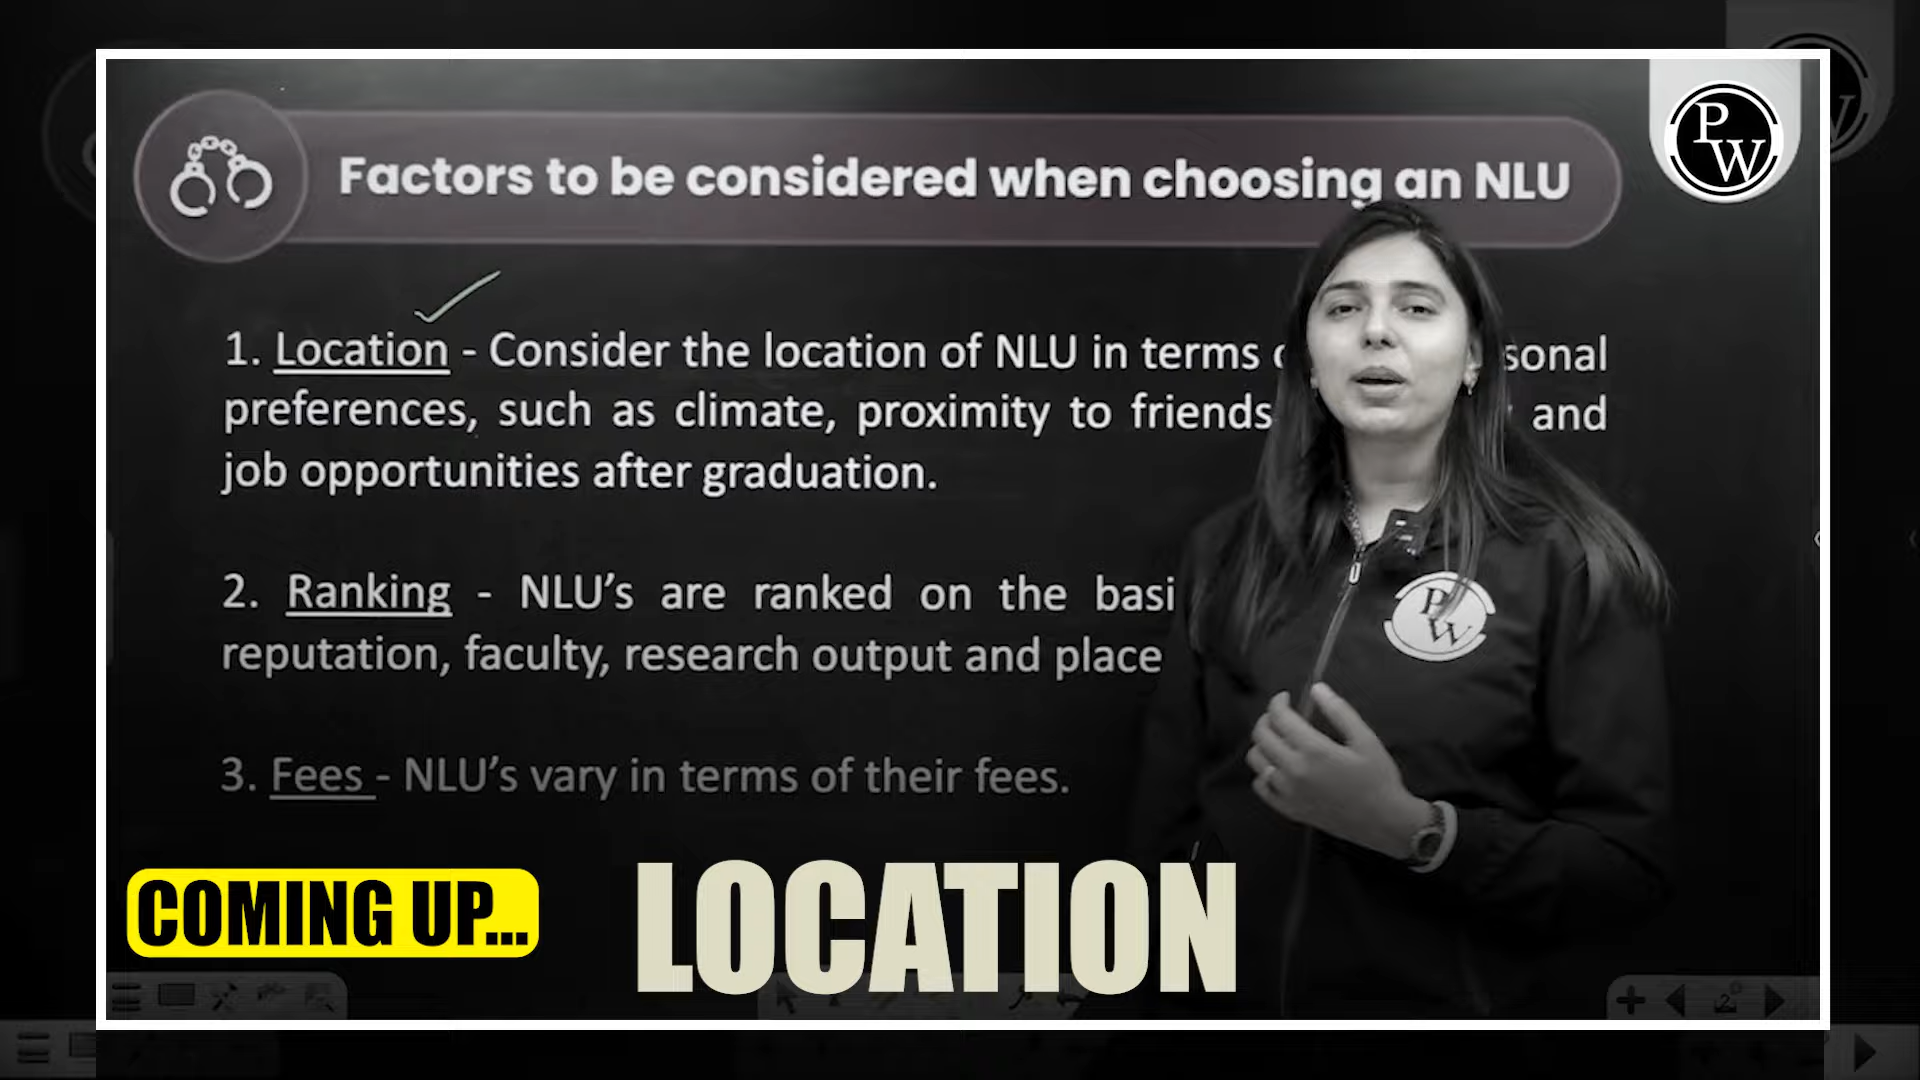 P
W
Factors to be considered when choosing an NLU
1. Location - Consider the location of NLU in terms sonal
preferences, such as climate, proximity to friends and
job opportunities after graduation.
2. Ranking - NLU's are ranked on the
reputation, faculty, research output and
3. Fees - NLU's vary in terms of their fees.
P
W
COMING UP...
LOCATION
2